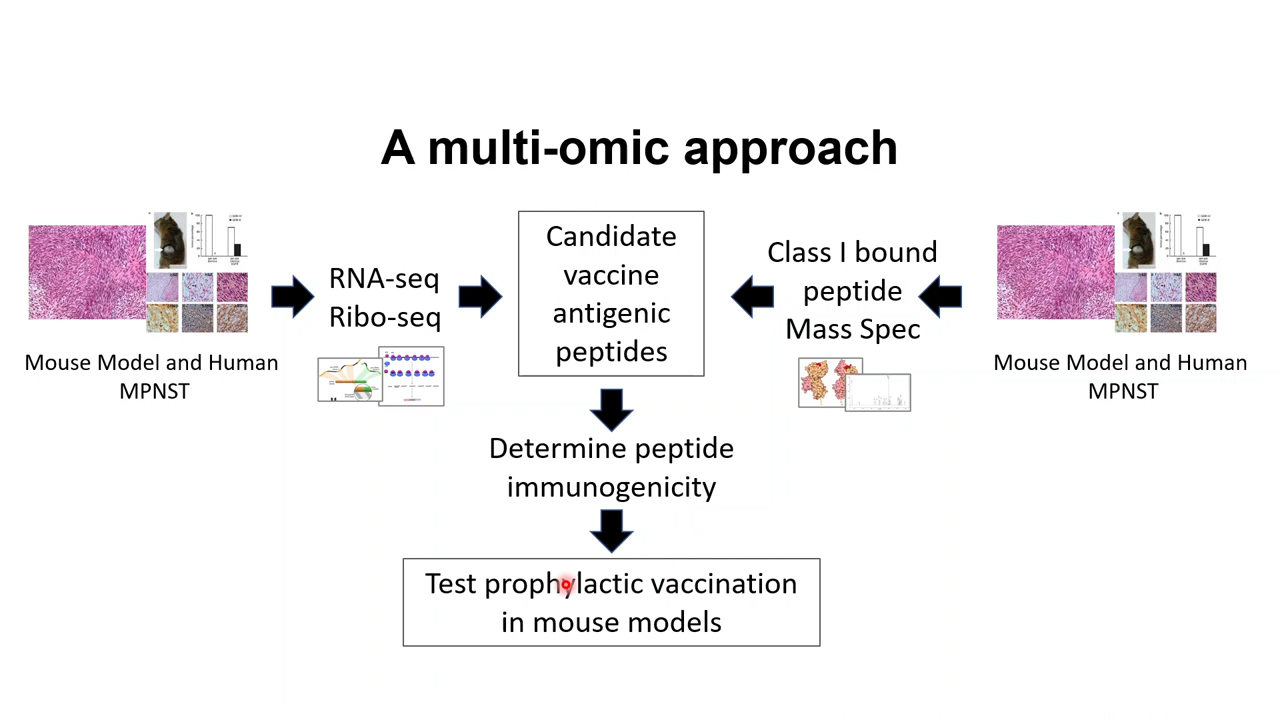 A multi-omic approach
Mouse Model and Human
MPNST
RNA-seq
Ribo-seq
Candidate
vaccine
antigenic
peptides
Class I bound
peptide
Mass Spec
Mouse Model and Human
MPNST
Determine peptide
immunogenicity
Test prophylactic vaccination
in mouse models